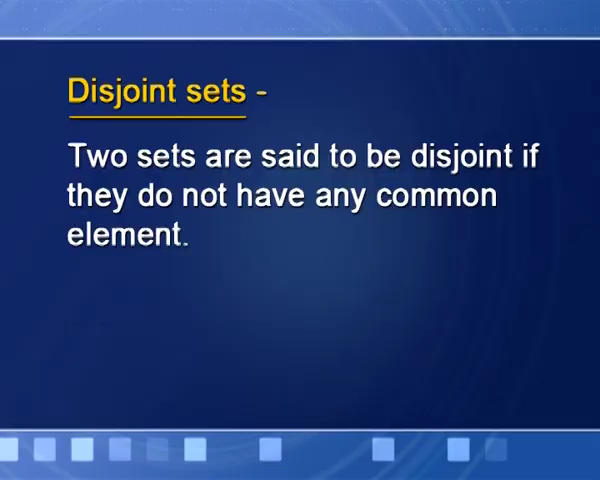 Disjoint sets -
Two sets are said to be disjoint if
they do not have any common
element.